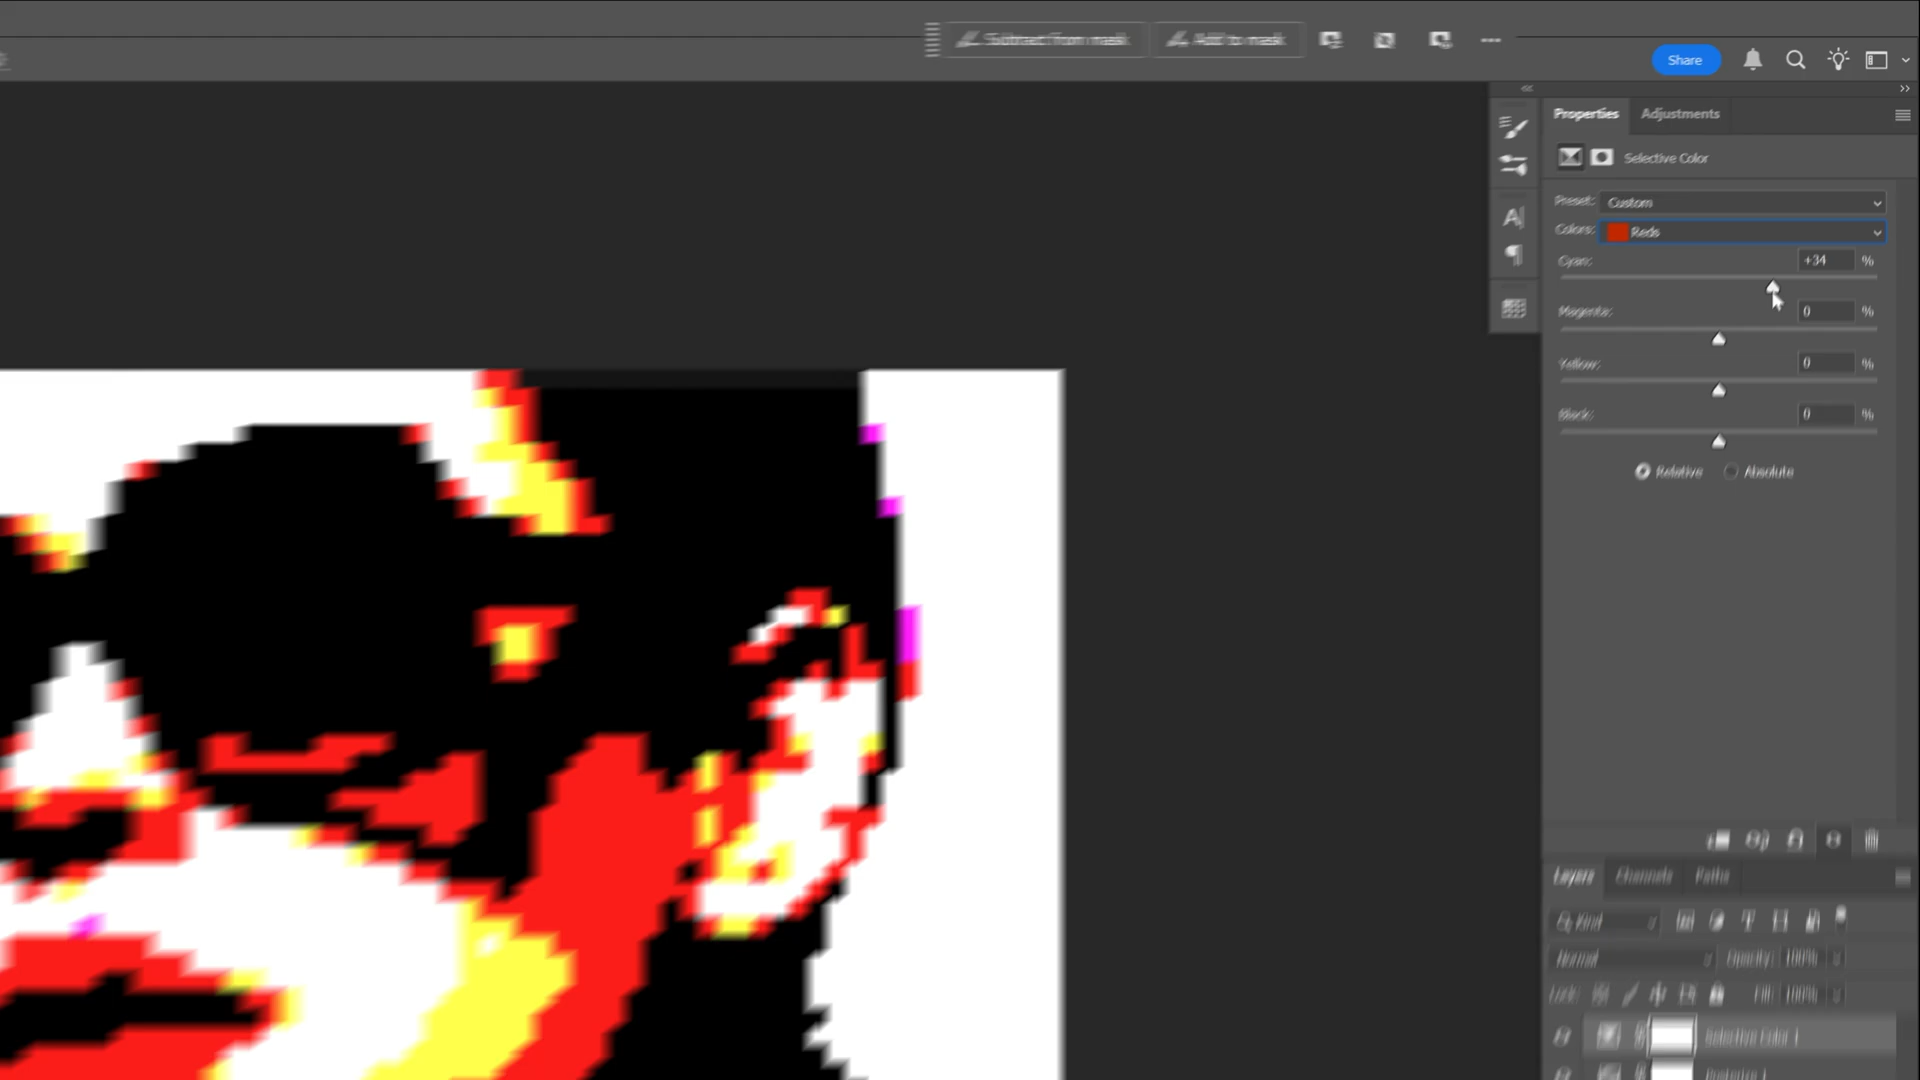 Subtract from mask  Add to mask
Share
Properties  Adjustments
Selective Color
Preset: Custom
Colors: Reds
Cyan: +34 %
Magenta: 0 %
Yellow: 0 %
Black: 0 %
Relative  Absolute
Layers  Channels  Paths
Kind
Normal  Opacity: 100%
Lock:  Fill: 100%
Selective Color 1
Posterize 1